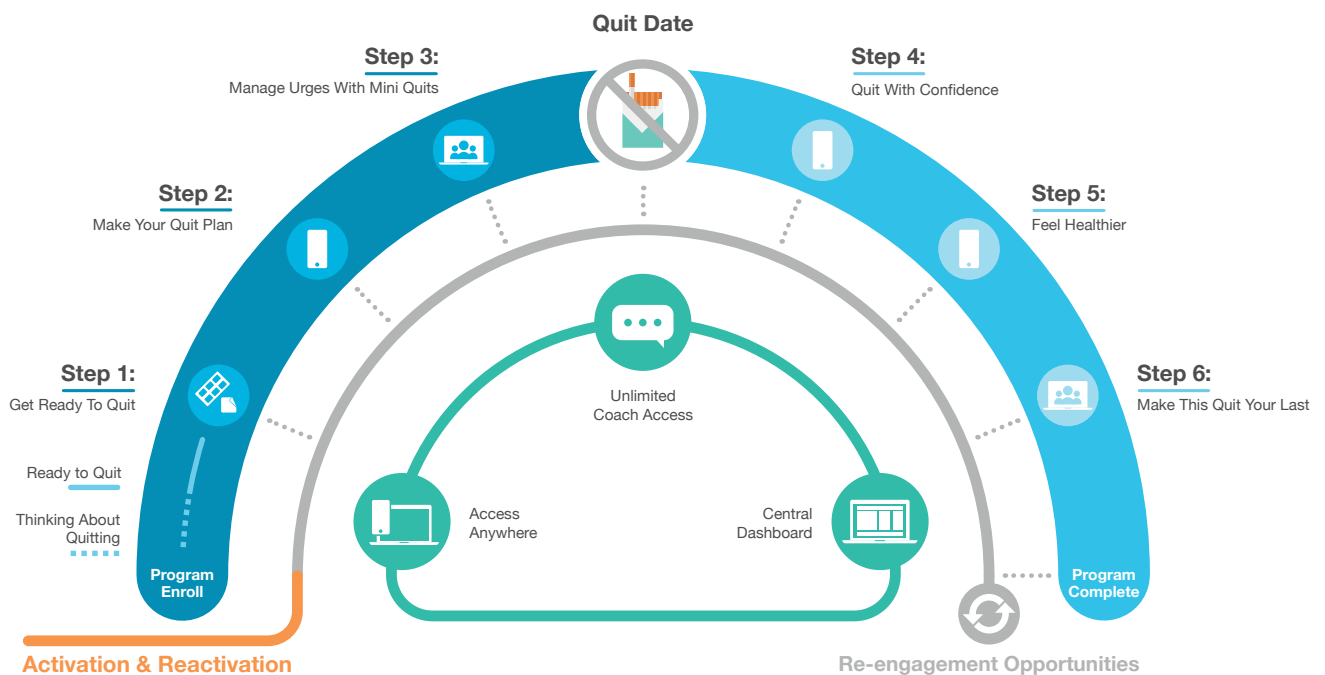 Quit Date
Step 3:
Manage Urges With Mini Quits
Step 4:
Quit With Confidence
Step 2:
Make Your Quit Plan
Step 5:
Feel Healthier
Step 1:
Get Ready To Quit
Step 6:
Make This Quit Your Last
Unlimited
Coach Access
Ready to Quit
Thinking About
Quitting
Access
Anywhere
Central
Dashboard
Program
Enroll
Program
Complete
Activation & Reactivation
Re-engagement Opportunities